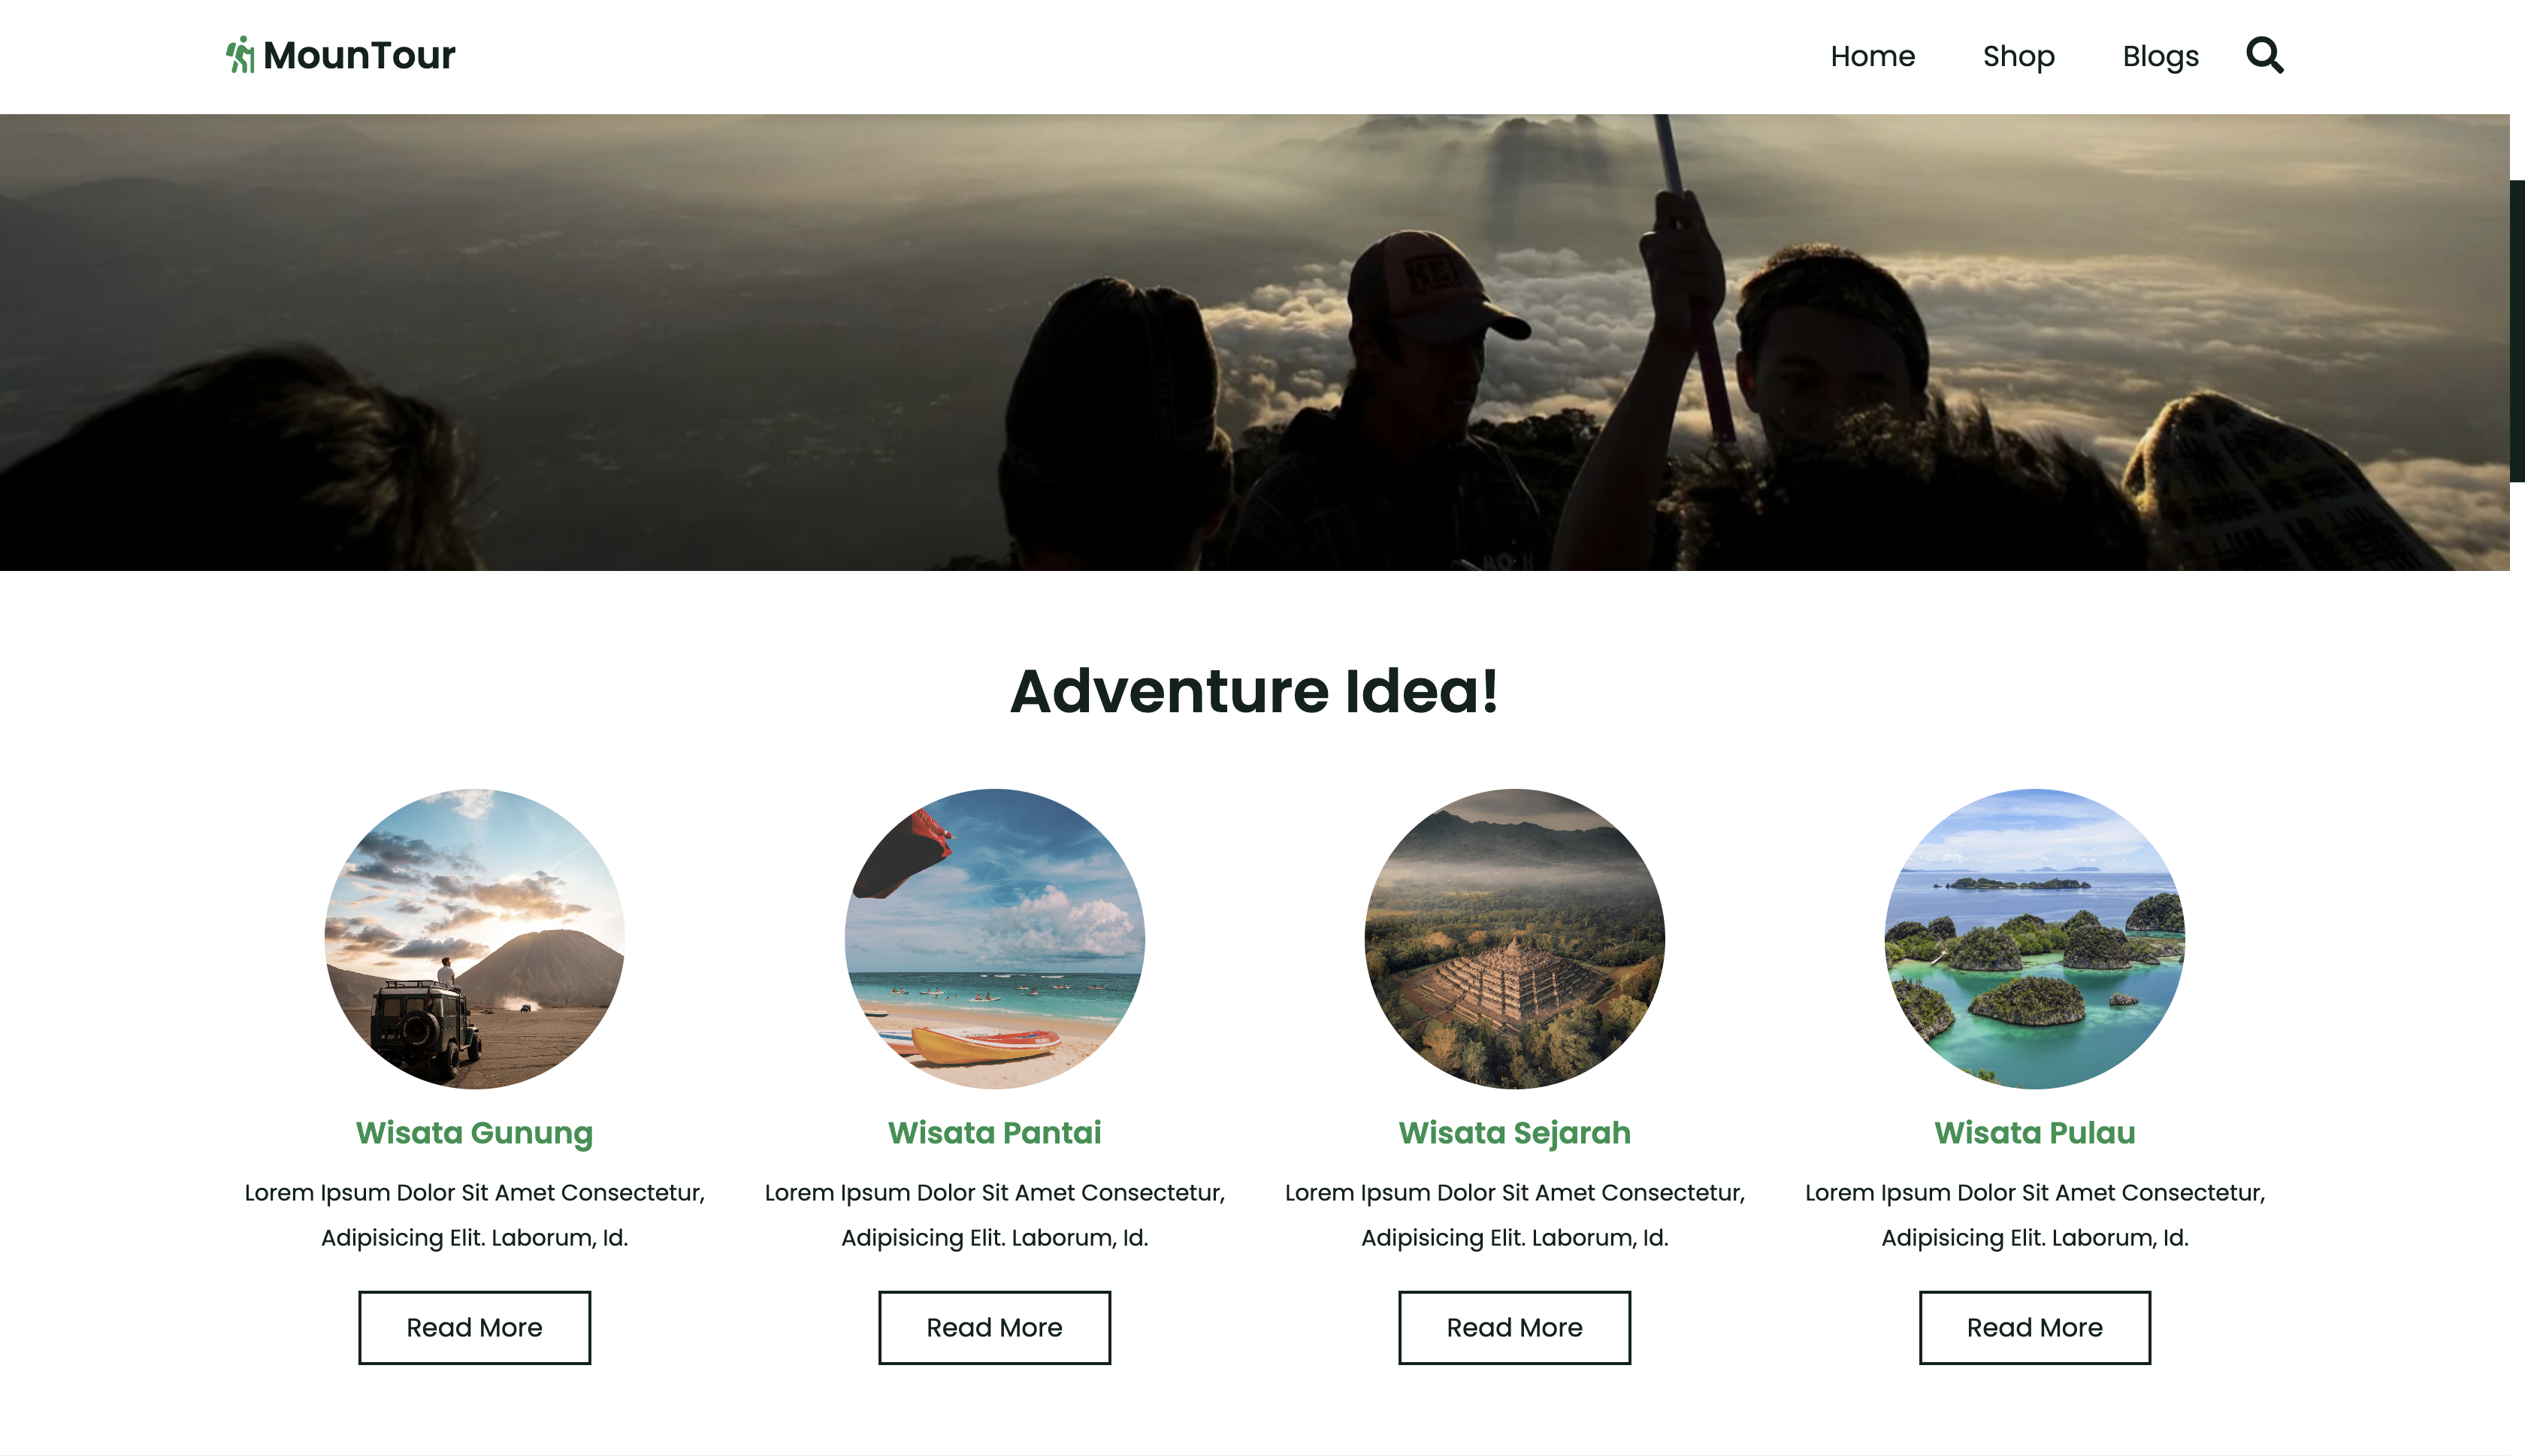 MounTour
Home
Shop
Blogs
Adventure Idea!
Wisata Gunung
Lorem Ipsum Dolor Sit Amet Consectetur,
Adipisicing Elit. Laborum, Id.
Read More
Wisata Pantai
Lorem Ipsum Dolor Sit Amet Consectetur,
Adipisicing Elit. Laborum, Id.
Read More
Wisata Sejarah
Lorem Ipsum Dolor Sit Amet Consectetur,
Adipisicing Elit. Laborum, Id.
Read More
Wisata Pulau
Lorem Ipsum Dolor Sit Amet Consectetur,
Adipisicing Elit. Laborum, Id.
Read More